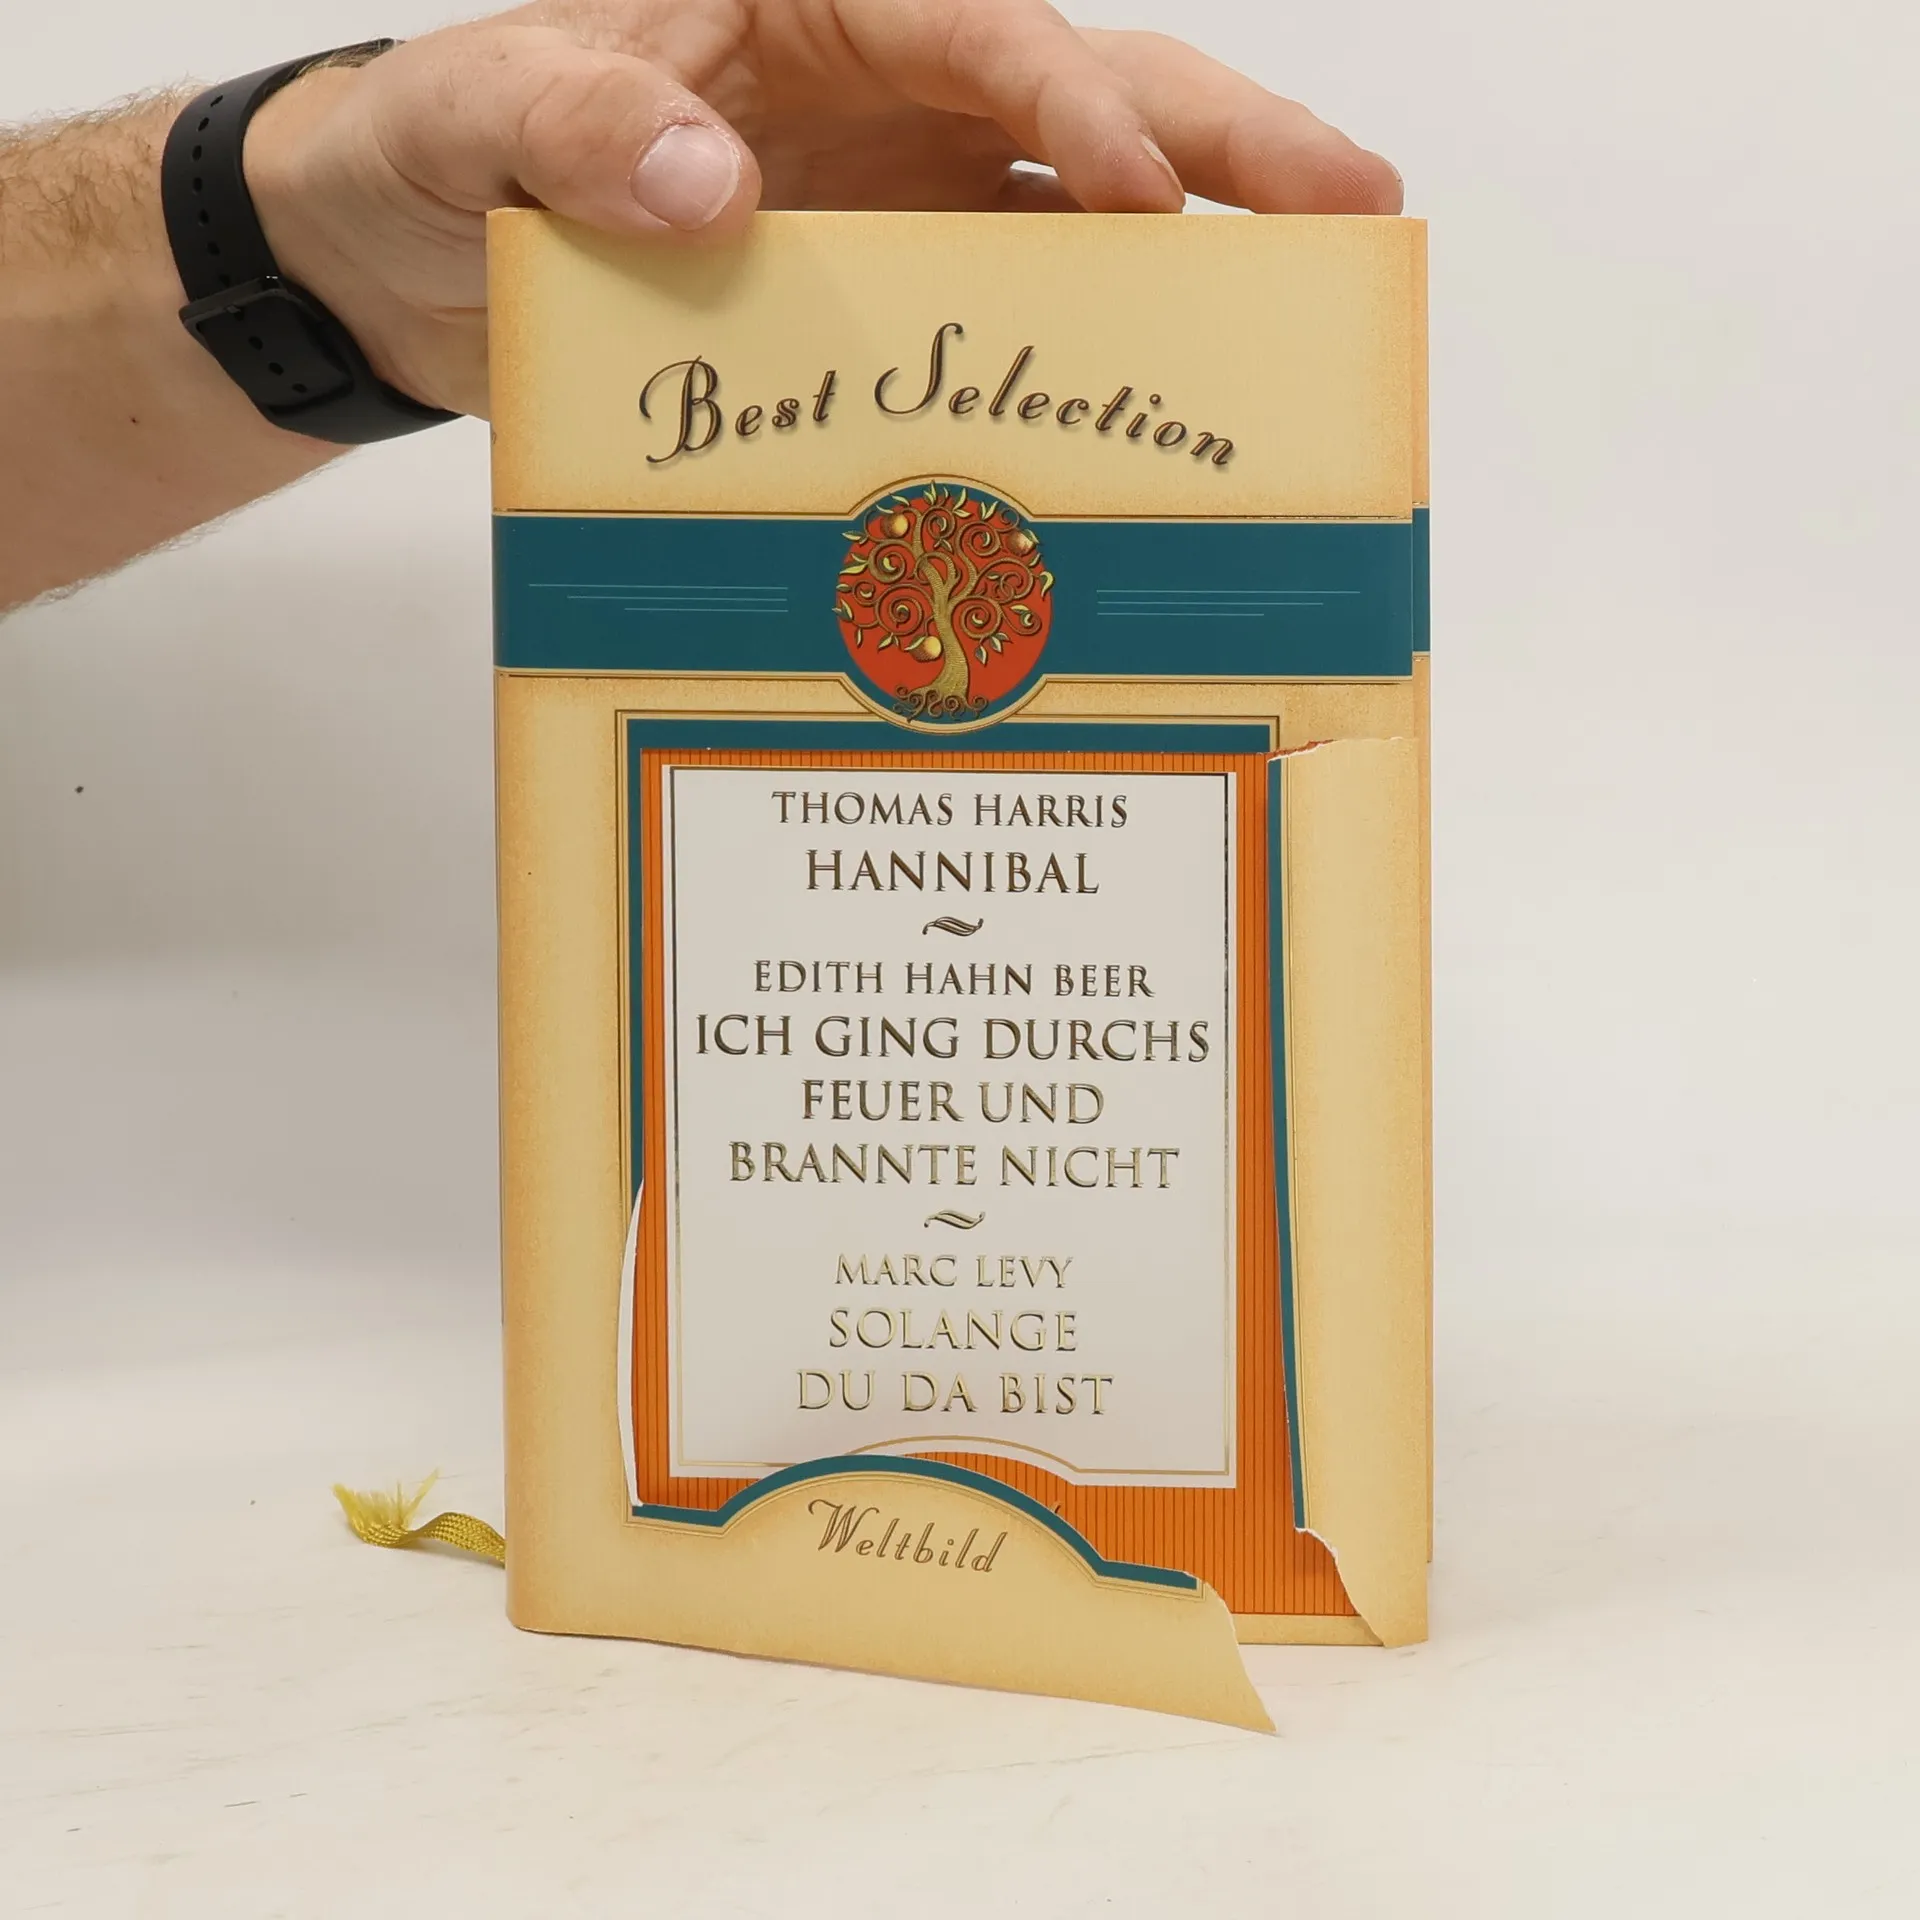 Best Selection
THOMAS HARRIS
HANNIBAL
EDITH HAHN BEER
ICH GING DURCHS
FEUER UND
BRANNTE NICHT
MARC LEVY
SOLANGE
DU DA BIST
Weltbild